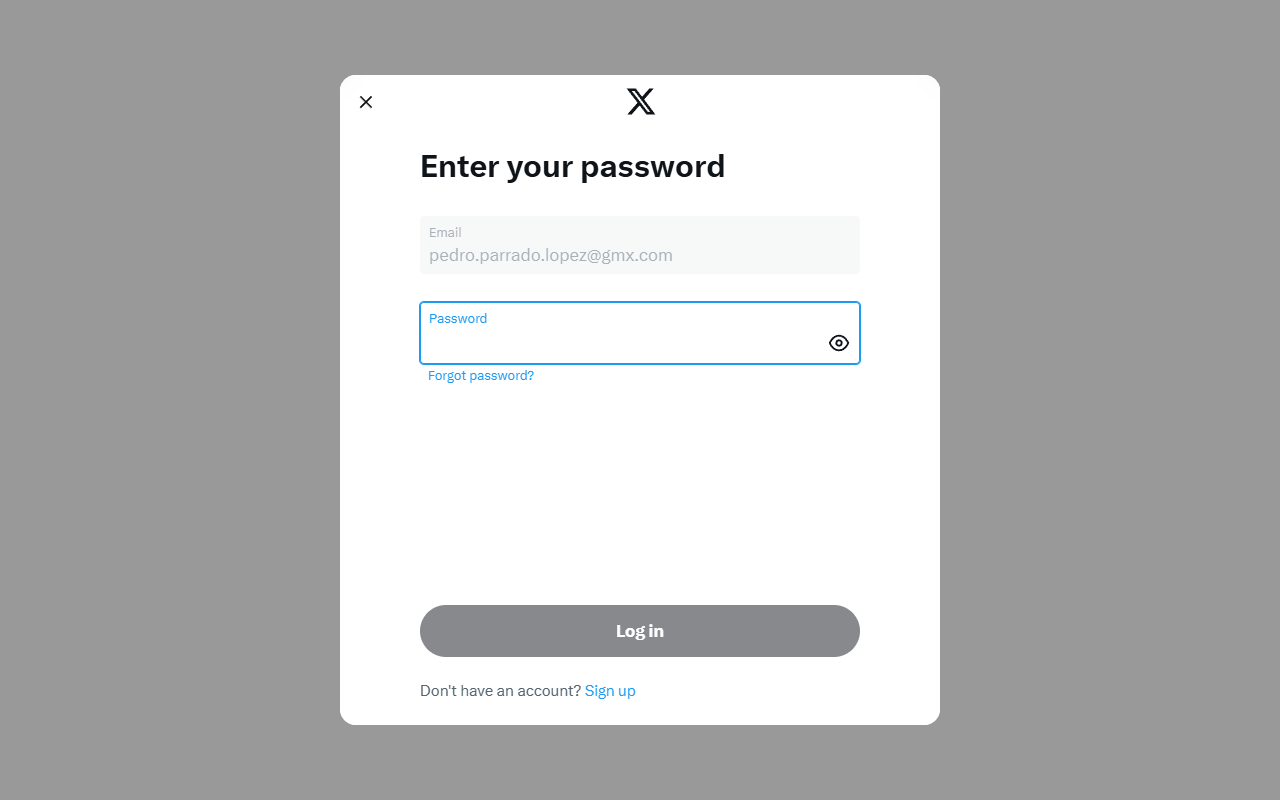 Enter your password
Email
pedro.parrado.lopez@gmx.com
Password
Forgot password?
Log in
Don't have an account? Sign up